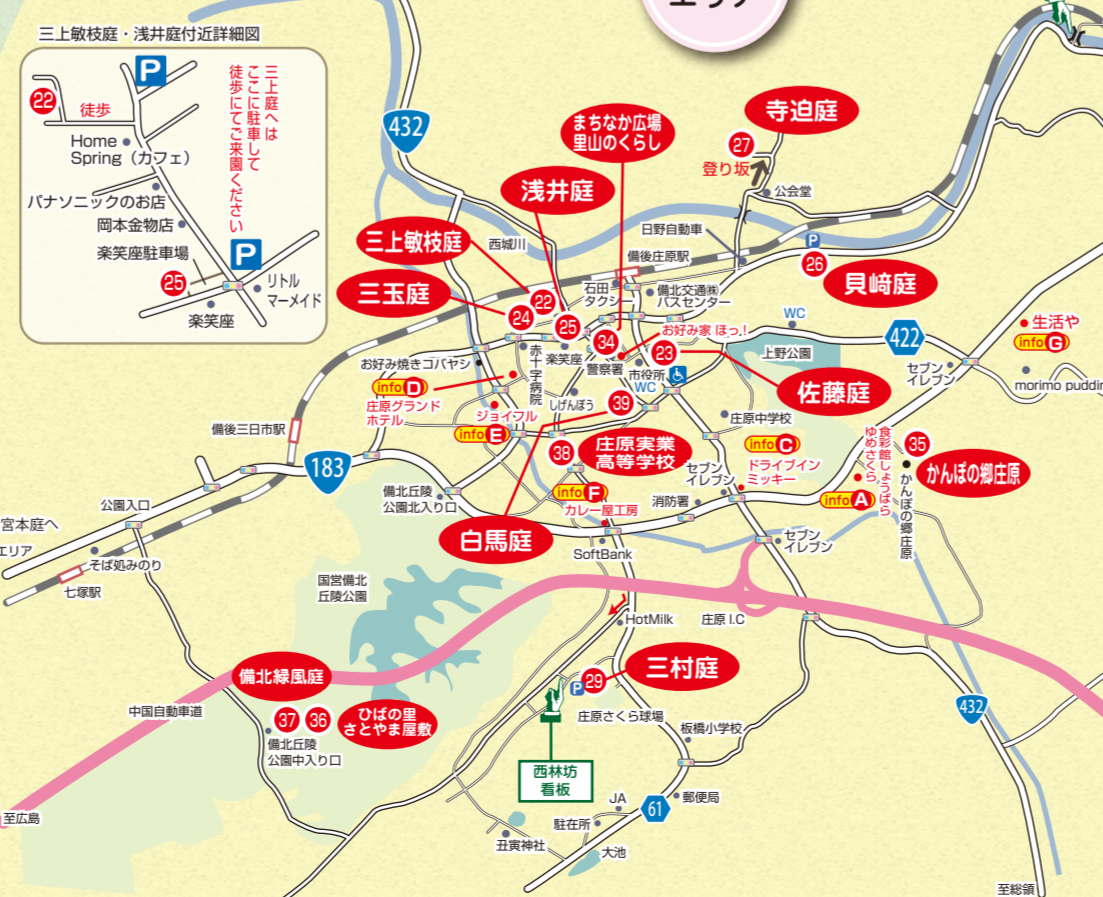 エリア
三上敏枝庭・浅井庭付近詳細図
P
22
徒歩
三上庭へは
ここに駐車して
徒歩にてご来園ください
Home
Spring（カフェ）
パナソニックのお店
岡本金物店
楽笑座駐車場
P
25
リトル
マーメイド
楽笑座
432
まちなか広場
里山のくらし
寺迫庭
27
登り坂
公会堂
浅井庭
三上敏枝庭
西城川
日野自動車
備後庄原駅
P
26
貝﨑庭
三玉庭
22
24
25
石田
タクシー
備北交通㈱
バスセンター
お好み家 ほっ!
34
23
WC
上野公園
422
生活や
infoG
セブン
イレブン
morimo puddin
お好み焼きコバヤシ
赤十字病院
楽笑座
警察署
市役所
WC
佐藤庭
infoD
庄原グランド
ホテル
しげんぼう
39
ジョイフル
infoE
備後三日市駅
庄原中学校
38
庄原実業
高等学校
infoC
ドライブイン
ミッキー
食彩館しょうばら
ゆめさくら
35
かんぽの郷庄原
かんぽの郷庄原
infoA
183
備北丘陵
公園北入り口
infoF
カレー屋工房
消防署
セブン
イレブン
公園入口
宮本庭へ
エリア
白馬庭
SoftBank
セブン
イレブン
そば処みのり
七塚駅
国営備北
丘陵公園
HotMilk
庄原 I.C
備北緑風庭
三村庭
P
29
中国自動車道
37
36
ひばの里
さとやま屋敷
備北丘陵
公園中入り口
庄原さくら球場
板橋小学校
432
西林坊
看板
61
郵便局
JA
駐在所
至広島
丑寅神社
大池
至総領